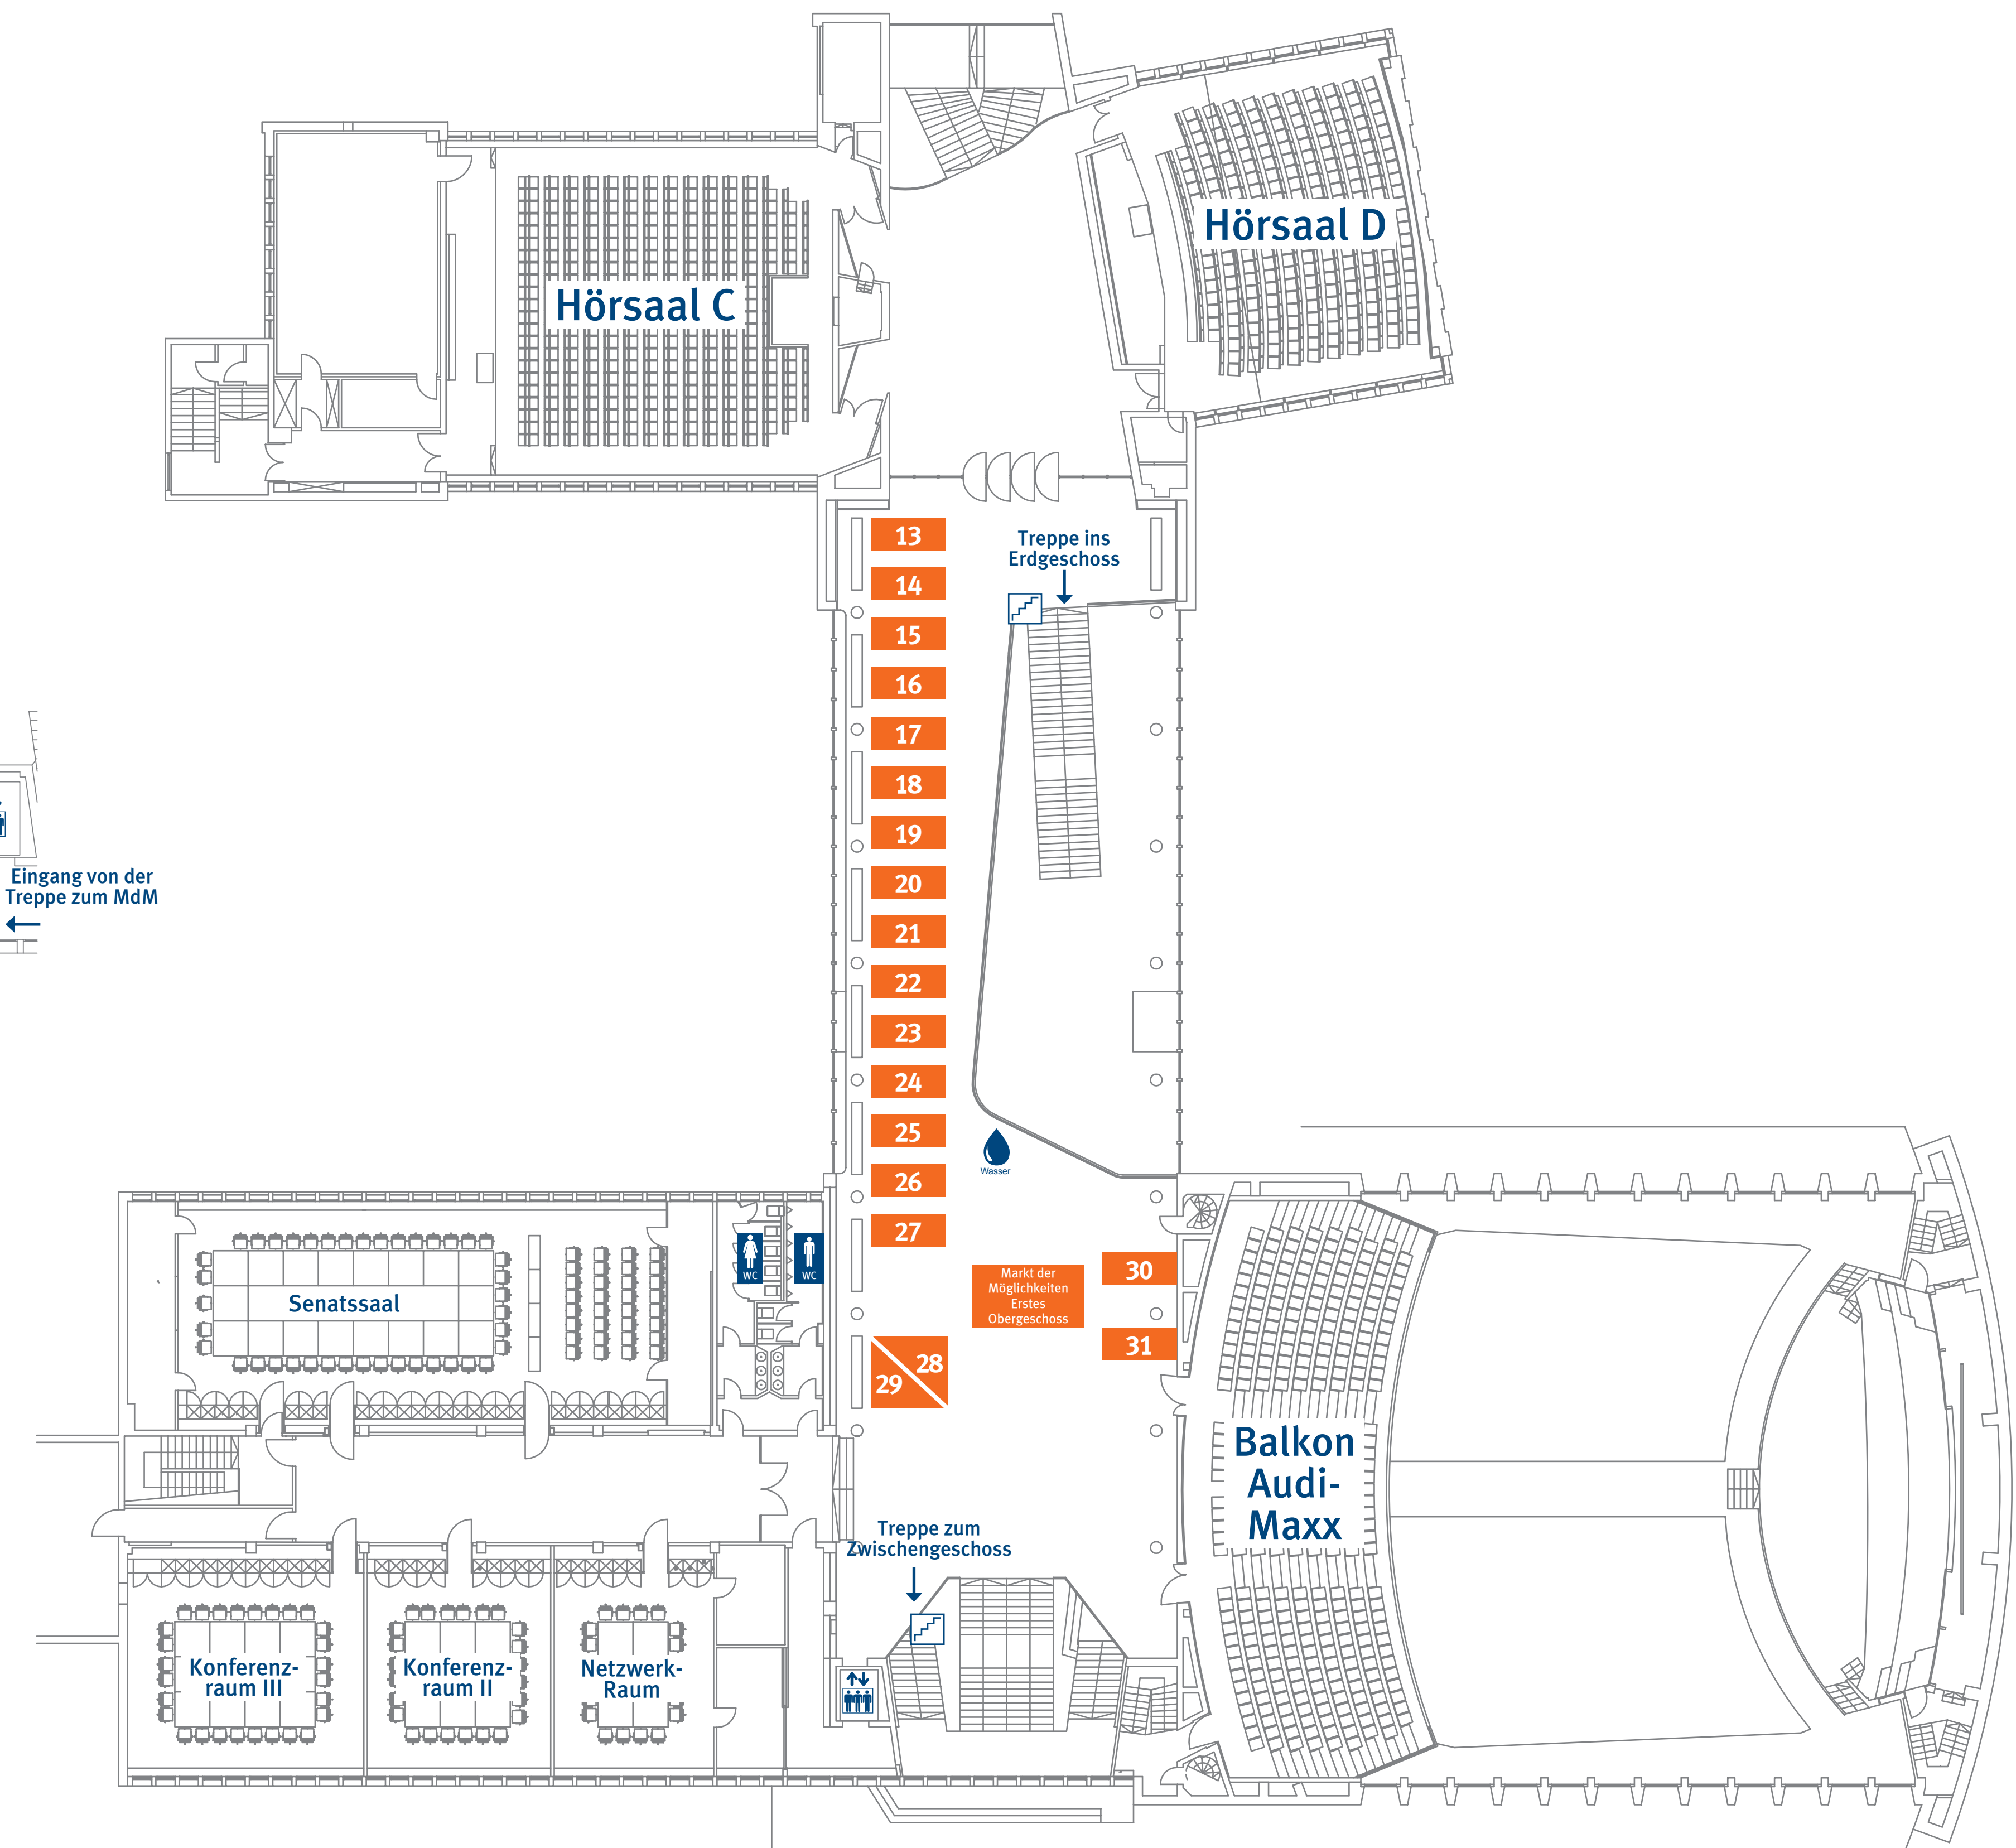 Hörsaal D
Hörsaal C
13
Treppe ins
Erdgeschoss
14
15
16
17
18
19
20
Eingang von der
Treppe zum MdM
21
22
23
24
25
Wasser
26
27
WC
WC
Senatssaal
Markt der
Möglichkeiten
Erstes
Obergeschoss
30
31
28
29
Balkon
Audi-
Maxx
Treppe zum
Zwischengeschoss
Konferenz-
raum III
Konferenz-
raum II
Netzwerk-
Raum